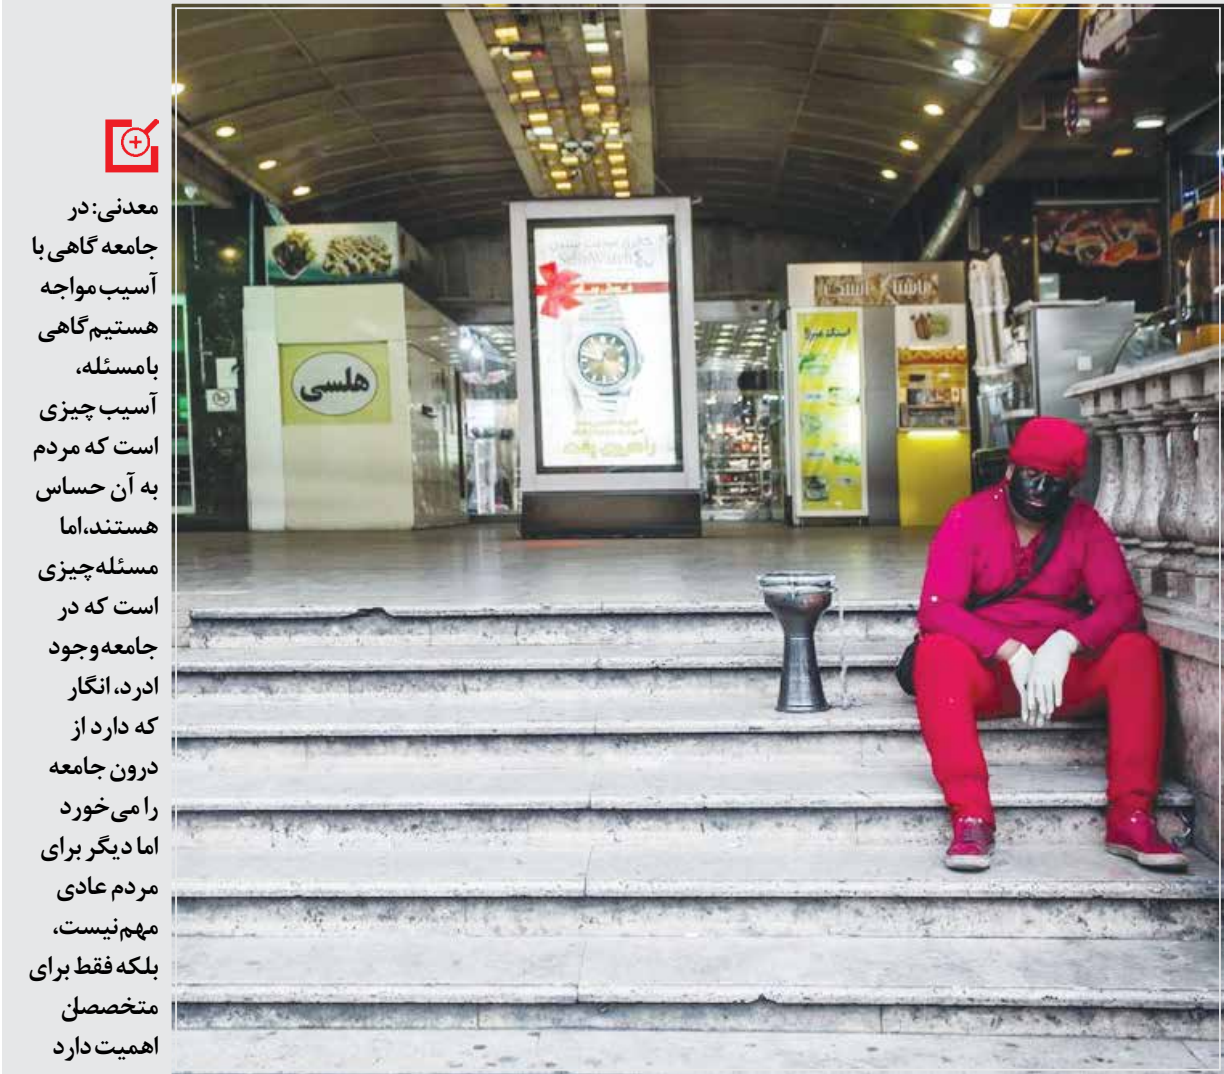 معدنی: در
جامعه گاهی با
آسیب مواجه
هستیم گاهی
بامسئله،
آسیب چیزی
است که مردم
به آن حساس
هستند،اما
مسئله چیزی
است که در
جامعه وجود
ادرد، انگار
که دارد از
درون جامعه
را می‌خورد
اما دیگر برای
مردم عادی
مهم نیست،
بلکه فقط برای
متخصصان
اهمیت دارد
هلسی